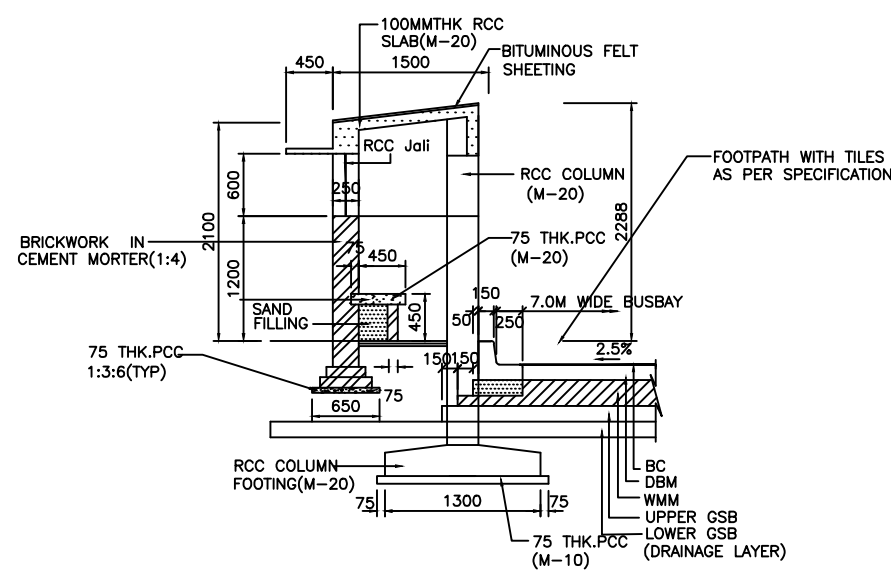 100MMTHK RCC
SLAB(M-20)
BITUMINOUS FELT
SHEETING
450
1500
RCC Jali
600
250
2100
RCC COLUMN
(M-20)
FOOTPATH WITH TILES
AS PER SPECIFICATION
2288
BRICKWORK IN
CEMENT MORTER(1:4)
1200
75
450
75 THK.PCC
(M-20)
SAND
FILLING
450
150
7.0M WIDE BUSBAY
50
250
2.5%
75 THK.PCC
1:3:6(TYP)
150
150
75
650
RCC COLUMN
FOOTING(M-20)
75
1300
75
75 THK.PCC
(M-10)
BC
DBM
WMM
UPPER GSB
LOWER GSB
(DRAINAGE LAYER)